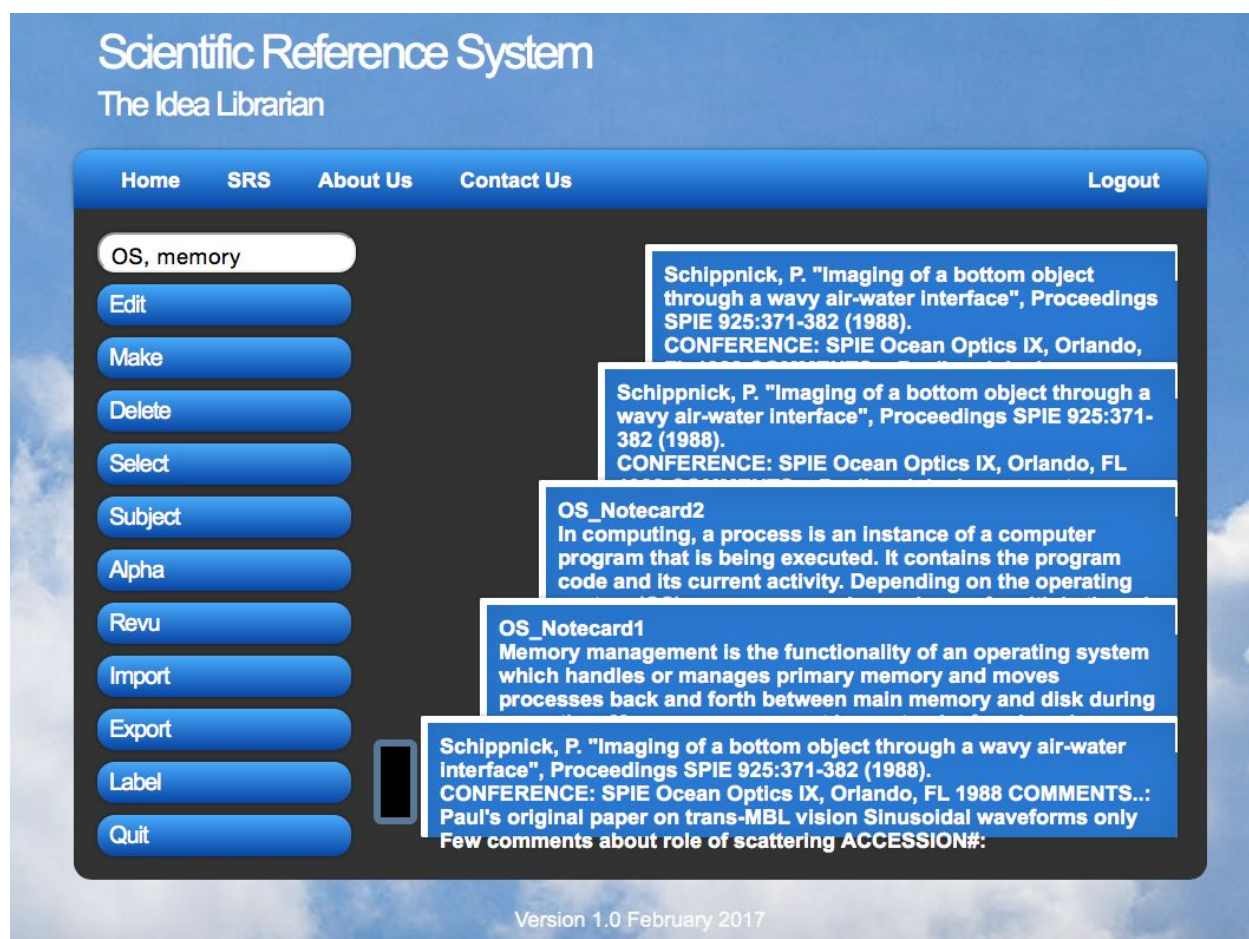 Scientific Reference System
The Idea Librarian
Home SRS About Us Contact Us Logout
OS, memory
Edit
Make
Delete
Select
Subject
Alpha
Revu
Import
Export
Label
Quit
Schippnick, P. "Imaging of a bottom object
through a wavy air-water interface", Proceedings
SPIE 925:371-382 (1988).
CONFERENCE: SPIE Ocean Optics IX, Orlando,
Schippnick, P. "Imaging of a bottom object through a
wavy air-water interface", Proceedings SPIE 925:371-
382 (1988).
CONFERENCE: SPIE Ocean Optics IX, Orlando, FL
OS_Notecard2
In computing, a process is an instance of a computer
program that is being executed. It contains the program
code and its current activity. Depending on the operating
OS_Notecard1
Memory management is the functionality of an operating system
which handles or manages primary memory and moves
processes back and forth between main memory and disk during
Schippnick, P. "Imaging of a bottom object through a wavy air-water
interface", Proceedings SPIE 925:371-382 (1988).
CONFERENCE: SPIE Ocean Optics IX, Orlando, FL 1988 COMMENTS..:
Paul's original paper on trans-MBL vision Sinusoidal waveforms only
Few comments about role of scattering ACCESSION#:
Version 1.0 February 2017